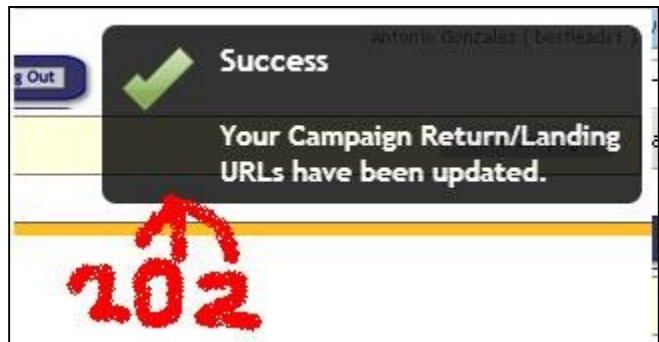 Antonio Gonzalez ( bestleads1 )
g Out
Success
Your Campaign Return/Landing
URLs have been updated.
202